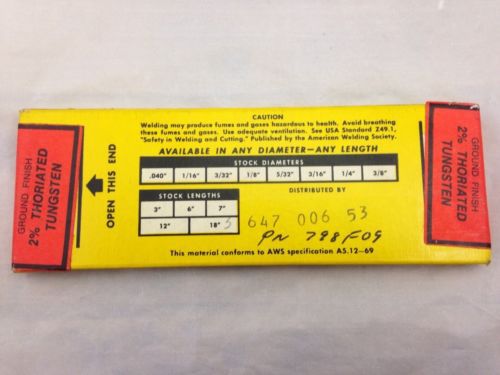 CAUTION
Welding may produce fumes and gases hazardous to health. Avoid breathing
these fumes and gases. Use adequate ventilation. See USA Standard Z49.1,
"Safety in Welding and Cutting." Published by the American Welding Society.
AVAILABLE IN ANY DIAMETER—ANY LENGTH
STOCK DIAMETERS
.040" 1/16" 3/32" 1/8" 5/32" 3/16" 1/4" 3/8"
STOCK LENGTHS
3" 6" 7"
12" 18"
DISTRIBUTED BY
5 647 006 53
PN 798F09
This material conforms to AWS specification A5.12-69
OPEN THIS END
GROUND FINISH
2% THORIATED
TUNGSTEN
GROUND FINISH
2% THORIATED
TUNGSTEN